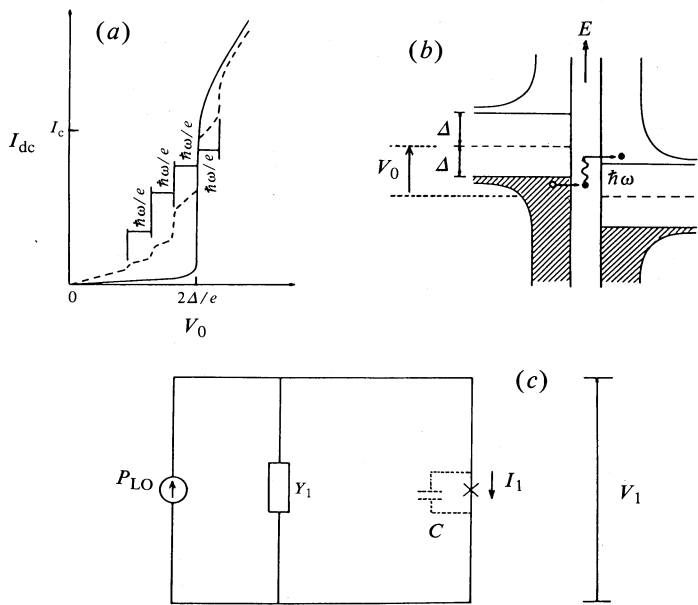 (a)
I_c
I_dc
ħω/e
ħω/e
ħω/e
ħω/e
0
2Δ/e
V_0
(b)
E
Δ
Δ
V_0
ħω
(c)
P_LO
Y_1
C
I_1
V_1